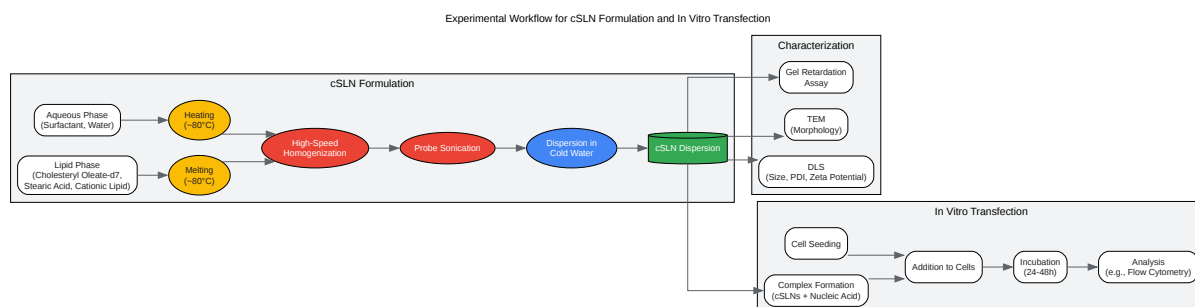 Experimental Workflow for cSLN Formulation and In Vitro Transfection
cSLN Formulation
Aqueous Phase
(Surfactant, Water)
Heating
(~80°C)
Lipid Phase
(Cholesteryl Oleate-d7,
Stearic Acid, Cationic Lipid)
Melting
(~80°C)
High-Speed
Homogenization
Probe Sonication
Dispersion in
Cold Water
cSLN Dispersion
Characterization
Gel Retardation
Assay
TEM
(Morphology)
DLS
(Size, PDI, Zeta Potential)
In Vitro Transfection
Cell Seeding
Complex Formation
(cSLNs + Nucleic Acid)
Addition to Cells
Incubation
(24-48h)
Analysis
(e.g., Flow Cytometry)